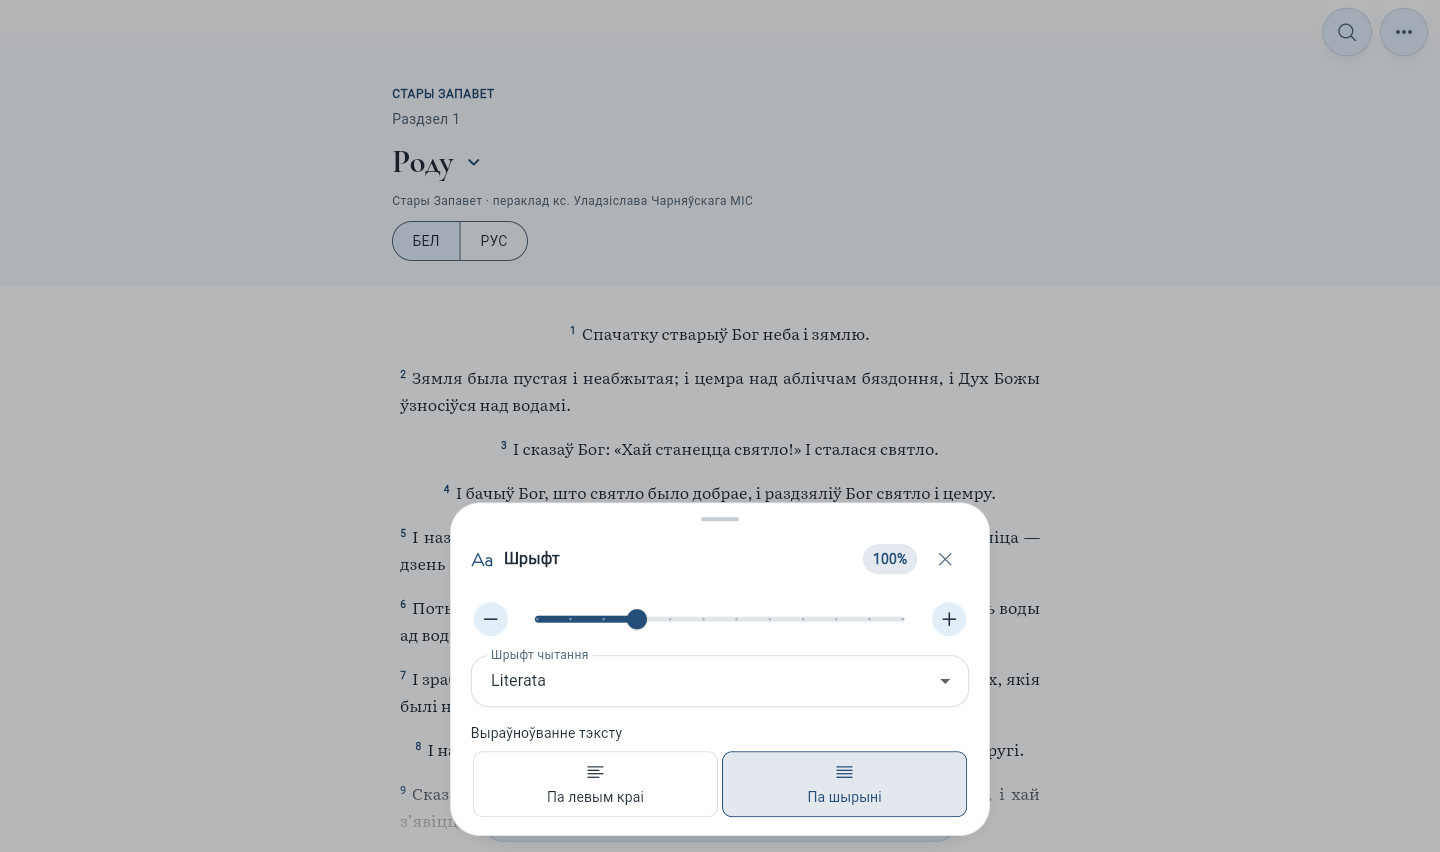 СТАРЫ ЗАПАВЕТ
Раздзел 1
Роду
Стары Запавет · пераклад кс. Уладзіслава Чарняўскага МІС
БЕЛ
РУС
1 Спачатку стварыў Бог неба і зямлю.
2 Зямля была пустая і неабжытая; і цемра над абліччам бяздоння, і Дух Божы
ўзносіўся над водамі.
3 І сказаў Бог: «Хай станецца святло!» І сталася святло.
4 І бачыў Бог, што святло было добрае, і раздзяліў Бог святло і цемру.
5 І
дзень
6
воды
ад
7 І
якія
былі
8 І
9
і хай
Aa Шрыфт
100%
Шрыфт чытання
Literata
Выраўноўванне тэксту
Па левым краі
Па шырыні